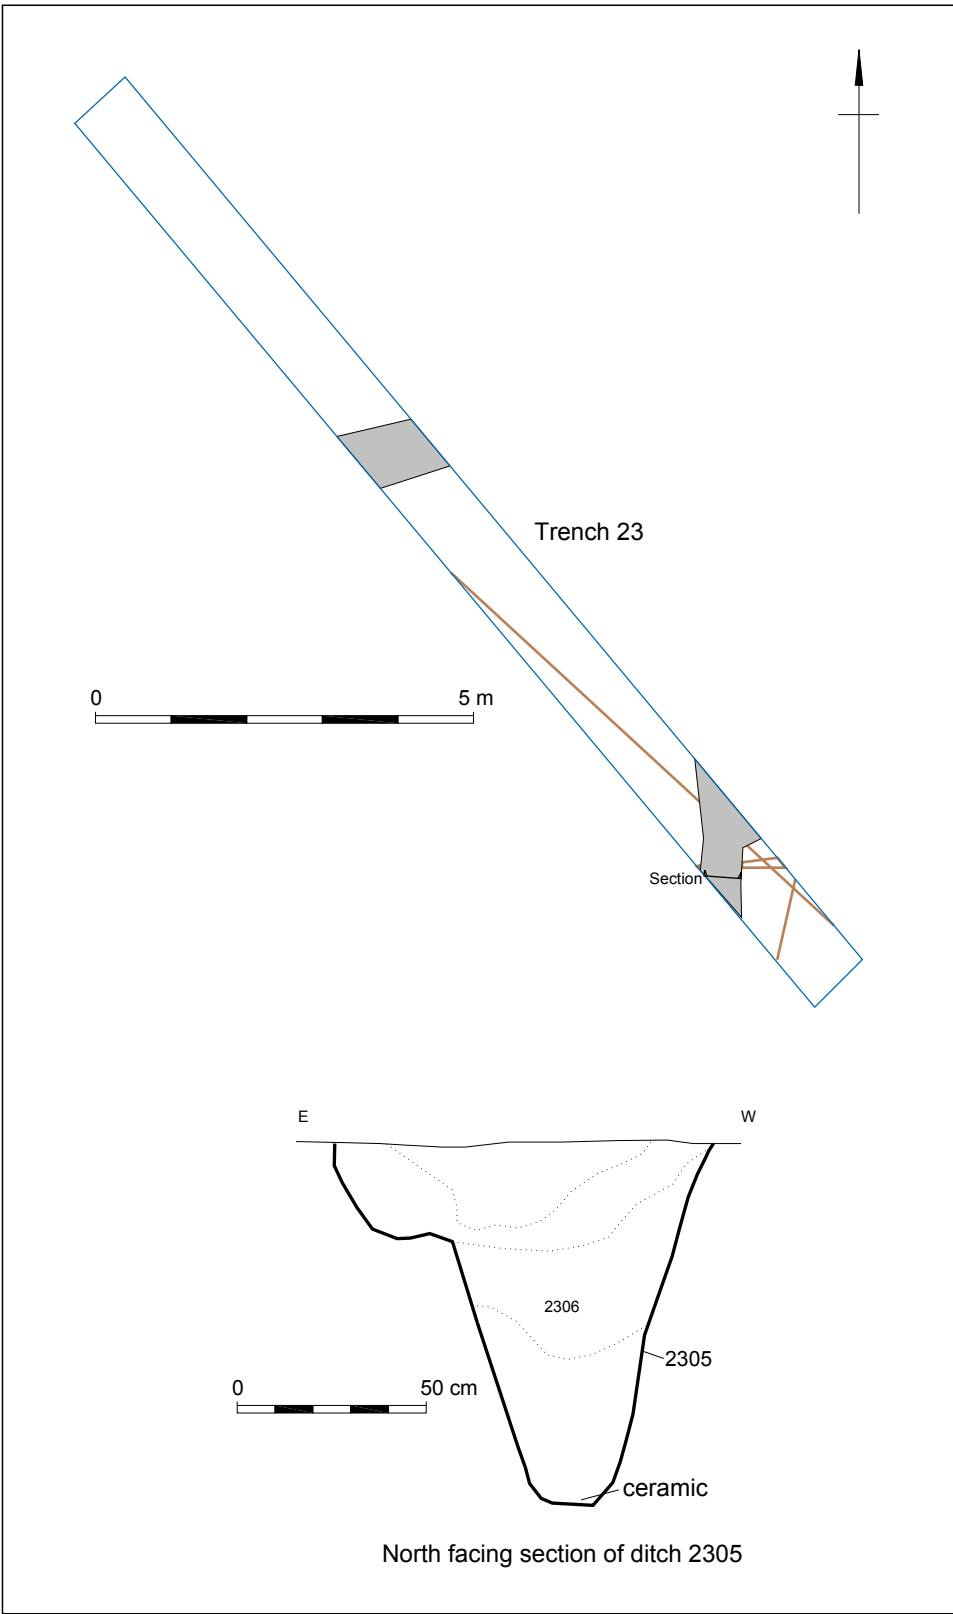 Trench 23
0 5 m
Section
E W
2306
2305
0 50 cm
ceramic
North facing section of ditch 2305